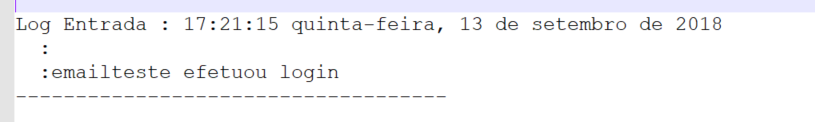 Log Entrada : 17:21:15 quinta-feira, 13 de setembro de 2018
  :
  :emailteste efetuou login
------------------------------------